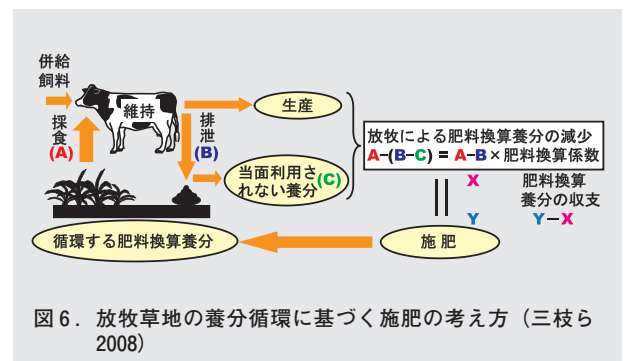 併給
飼料
維持
採食
(A)
排泄
(B)
生産
当面利用さ
れない養分(C)
放牧による肥料換算養分の減少
A-(B-C) = A-B×肥料換算係数
X
Y
肥料換算
養分の収支
Y-X
循環する肥料換算養分
施肥
図6．放牧草地の養分循環に基づく施肥の考え方（三枝ら
2008）